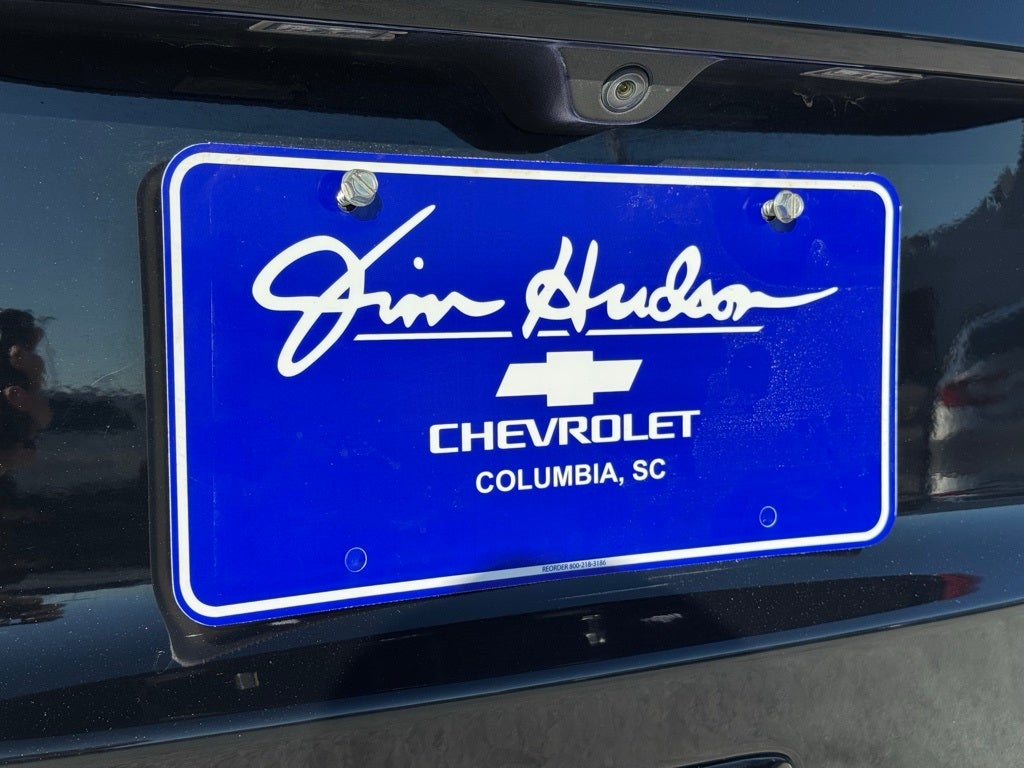 Jim Hudson
CHEVROLET
COLUMBIA, SC
REORDER 800-218-3186